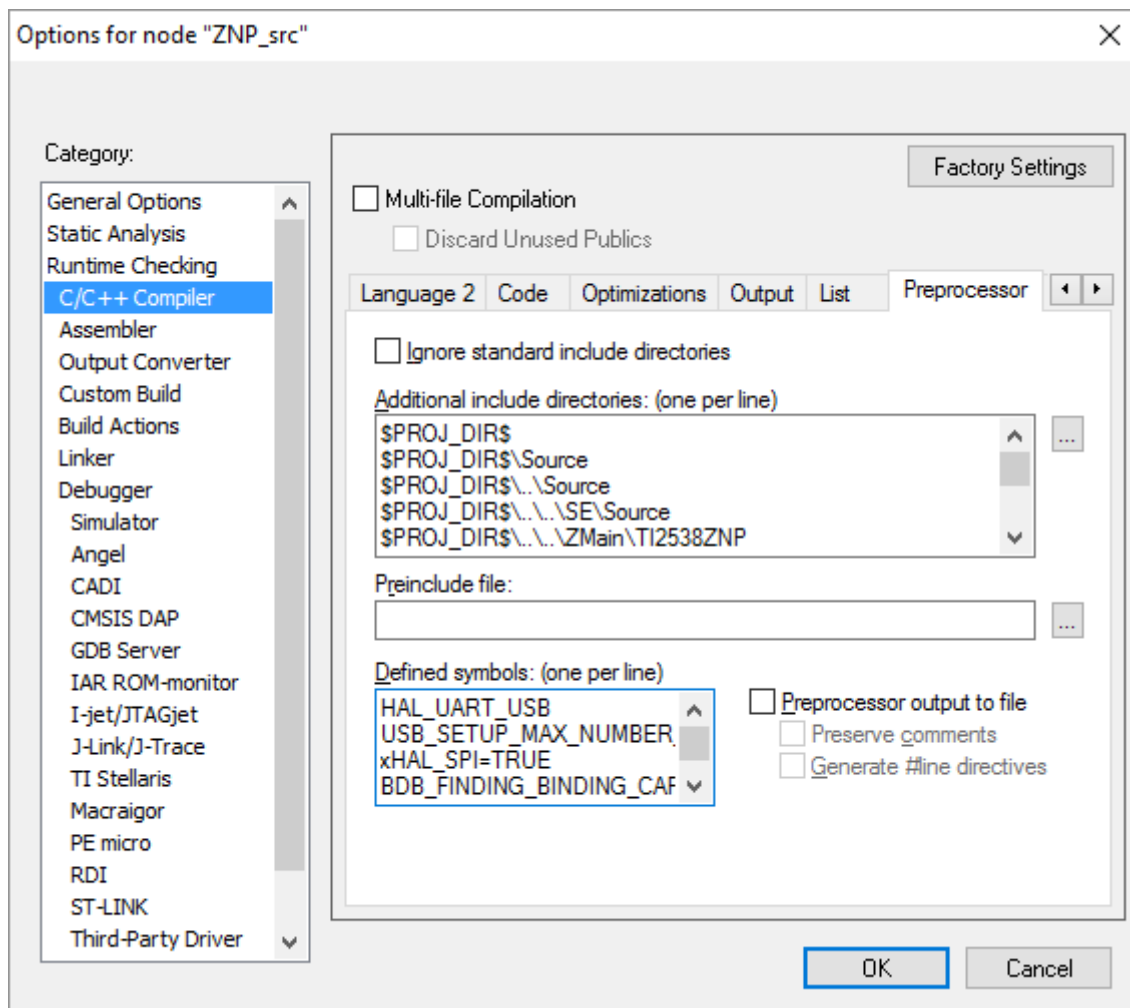 Options for node "ZNP_src"
Category:
General Options
Static Analysis
Runtime Checking
C/C++ Compiler
Assembler
Output Converter
Custom Build
Build Actions
Linker
Debugger
Simulator
Angel
CADI
CMSIS DAP
GDB Server
IAR ROM-monitor
I-jet/JTAGjet
J-Link/J-Trace
TI Stellaris
Macraigor
PE micro
RDI
ST-LINK
Third-Party Driver
Factory Settings
Multi-file Compilation
Discard Unused Publics
Language 2 Code Optimizations Output List Preprocessor
Ignore standard include directories
Additional include directories: (one per line)
$PROJ_DIR$
$PROJ_DIR$\Source
$PROJ_DIR$\..\Source
$PROJ_DIR$\..\..\SE\Source
$PROJ_DIR$\..\..\ZMain\TI2538ZNP
...
Preinclude file:
...
Defined symbols: (one per line)
HAL_UART_USB
USB_SETUP_MAX_NUMBER_
xHAL_SPI=TRUE
BDB_FINDING_BINDING_CAP
Preprocessor output to file
Preserve comments
Generate #line directives
OK Cancel